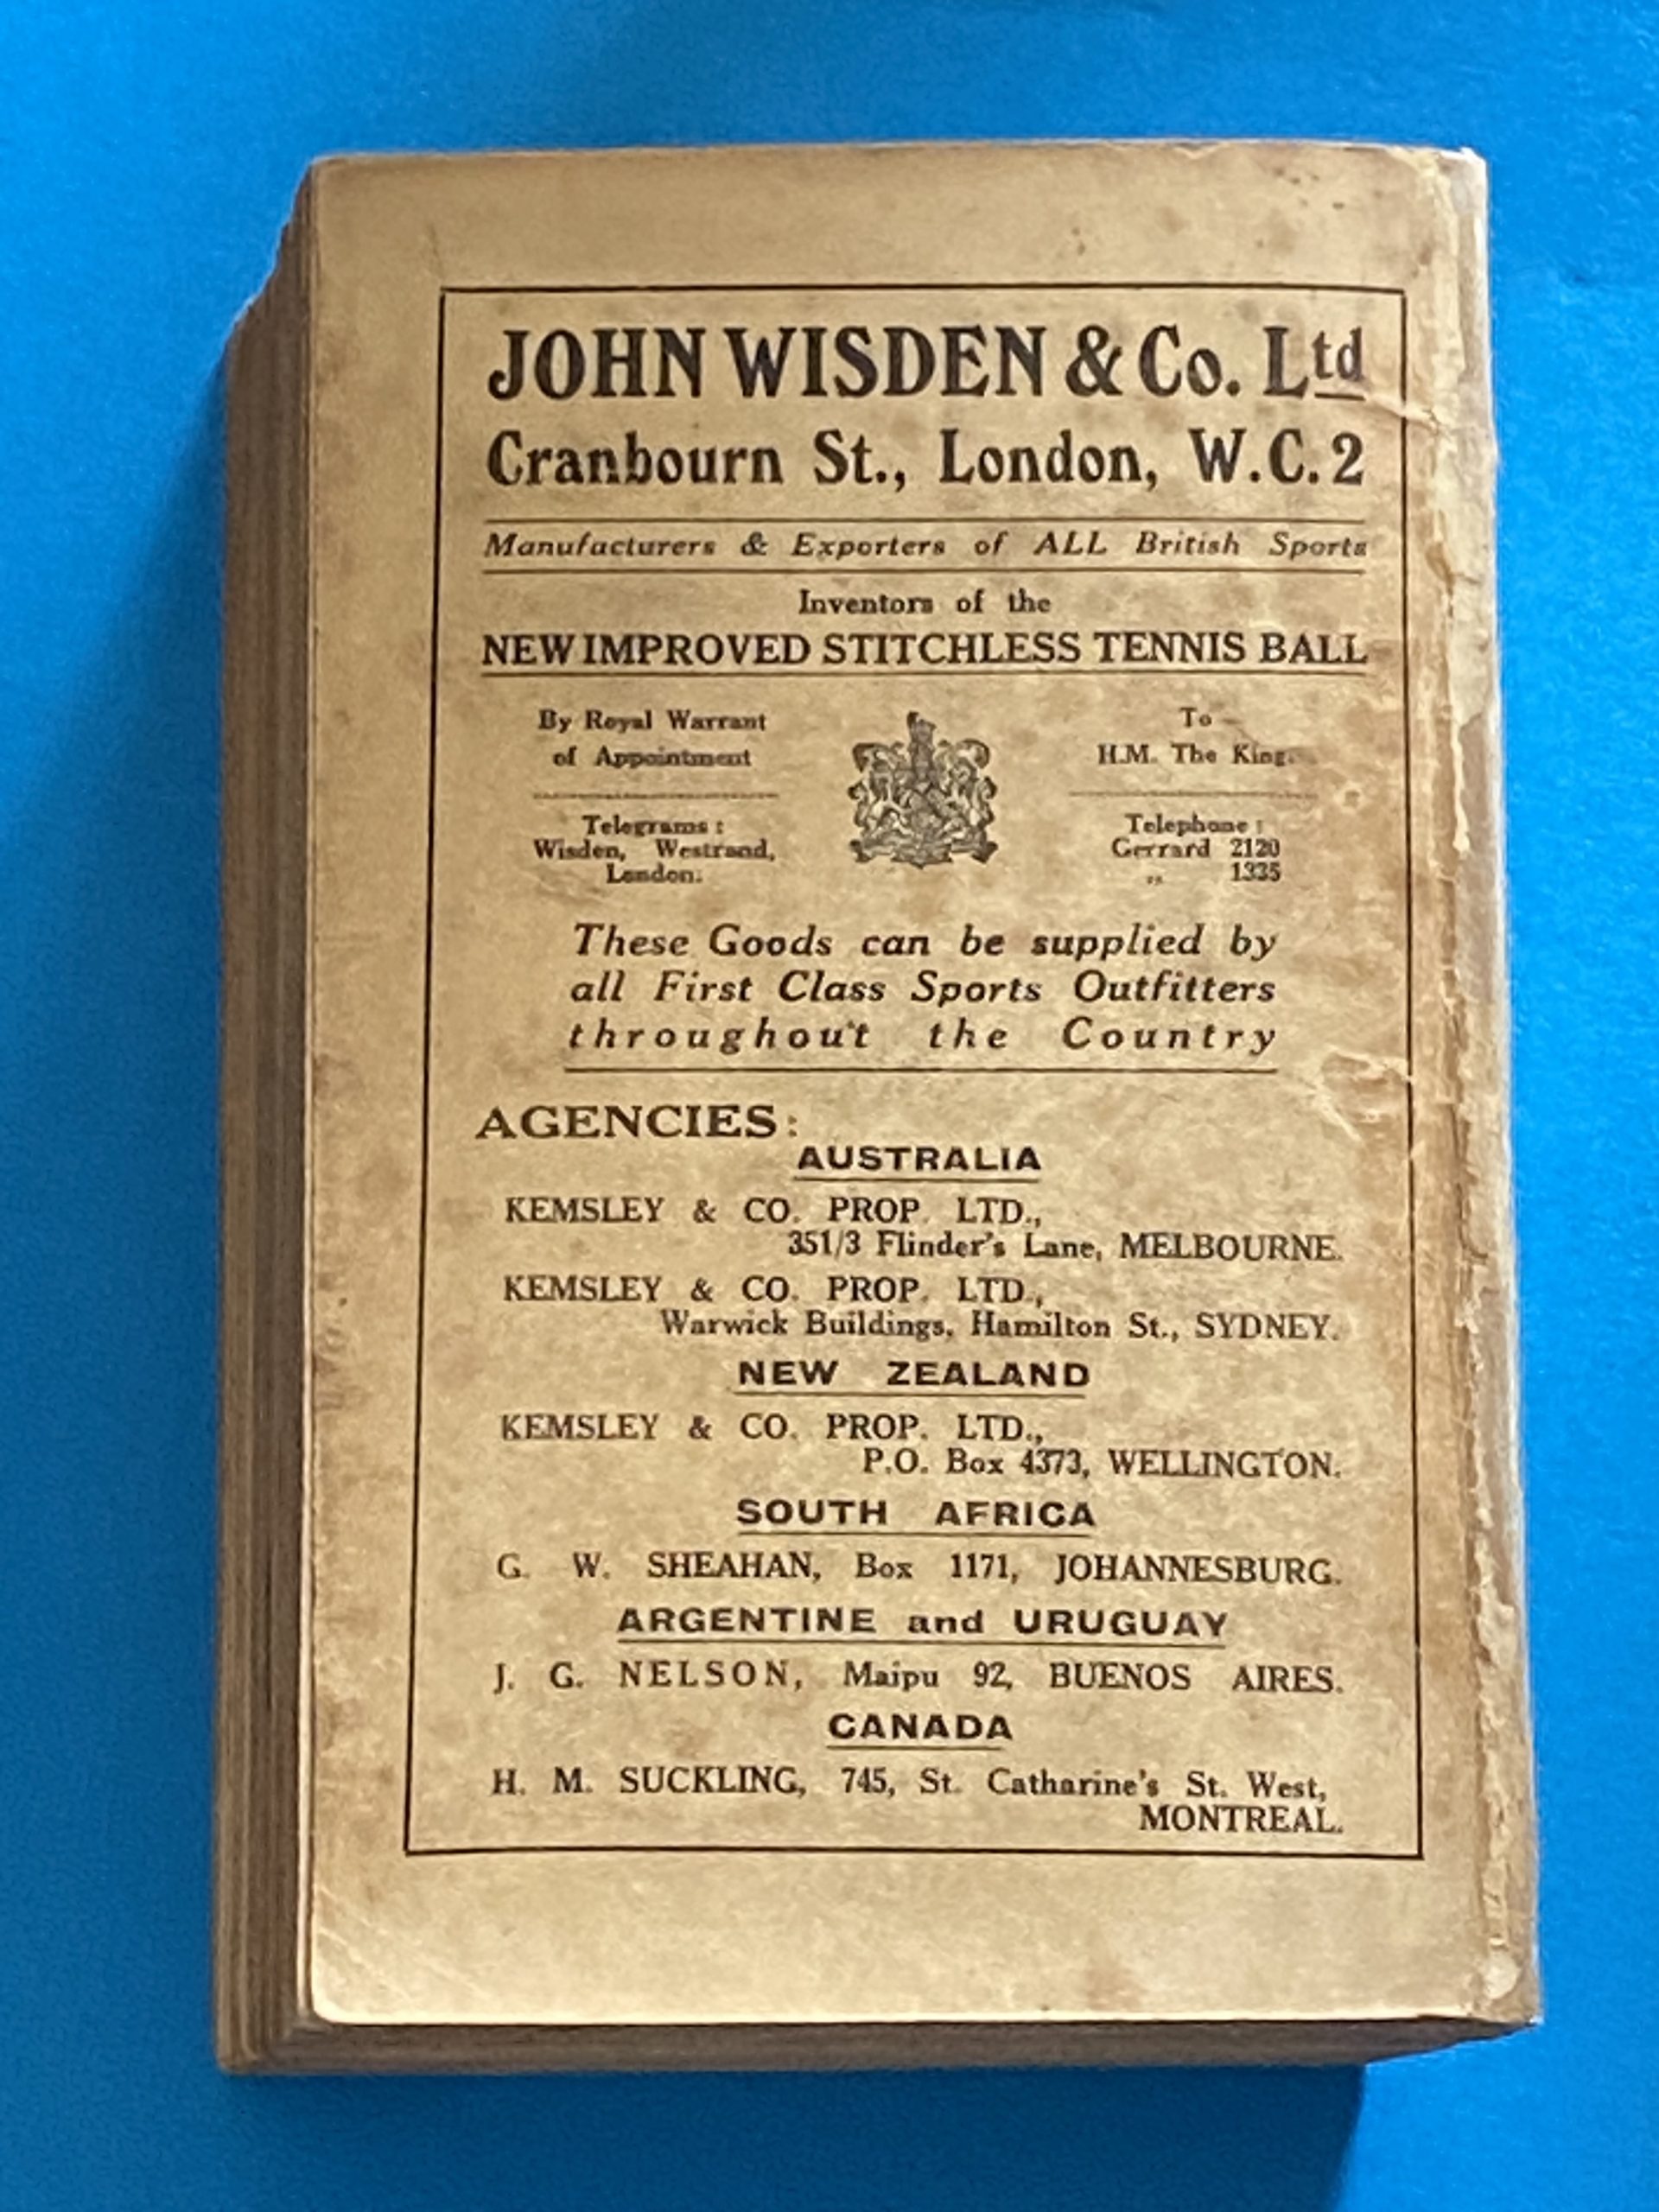 JOHN WISDEN & Co. Ltd
Cranbourn St., London, W.C.2
Manufacturers & Exporters of ALL British Sports
Inventors of the
NEW IMPROVED STITCHLESS TENNIS BALL
By Royal Warrant
of Appointment
To
H.M. The King.
Telegrams:
Wisden, Westrand,
London.
Telephone:
Gerrard 2120
,, 1335
These Goods can be supplied by
all First Class Sports Outfitters
throughout the Country
AGENCIES:
AUSTRALIA
KEMSLEY & CO. PROP. LTD.,
351/3 Flinder's Lane, MELBOURNE.
KEMSLEY & CO. PROP. LTD.,
Warwick Buildings, Hamilton St., SYDNEY.
NEW ZEALAND
KEMSLEY & CO. PROP. LTD.,
P.O. Box 4373, WELLINGTON.
SOUTH AFRICA
G. W. SHEAHAN, Box 1171, JOHANNESBURG.
ARGENTINE and URUGUAY
J. G. NELSON, Maipu 92, BUENOS AIRES.
CANADA
H. M. SUCKLING, 745, St. Catharine's St. West,
MONTREAL.